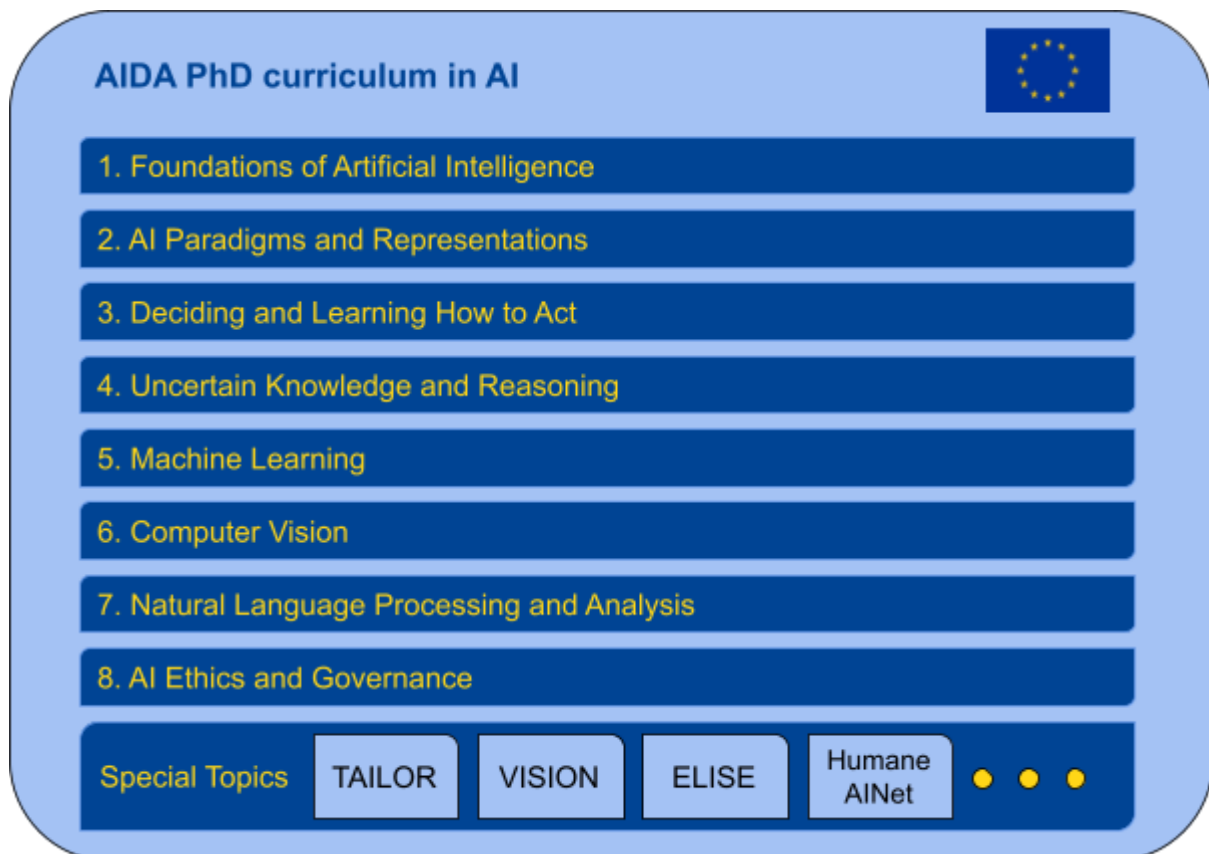 AIDA PhD curriculum in AI
1. Foundations of Artificial Intelligence
2. AI Paradigms and Representations
3. Deciding and Learning How to Act
4. Uncertain Knowledge and Reasoning
5. Machine Learning
6. Computer Vision
7. Natural Language Processing and Analysis
8. AI Ethics and Governance
Special Topics
TAILOR
VISION
ELISE
Humane
AINet